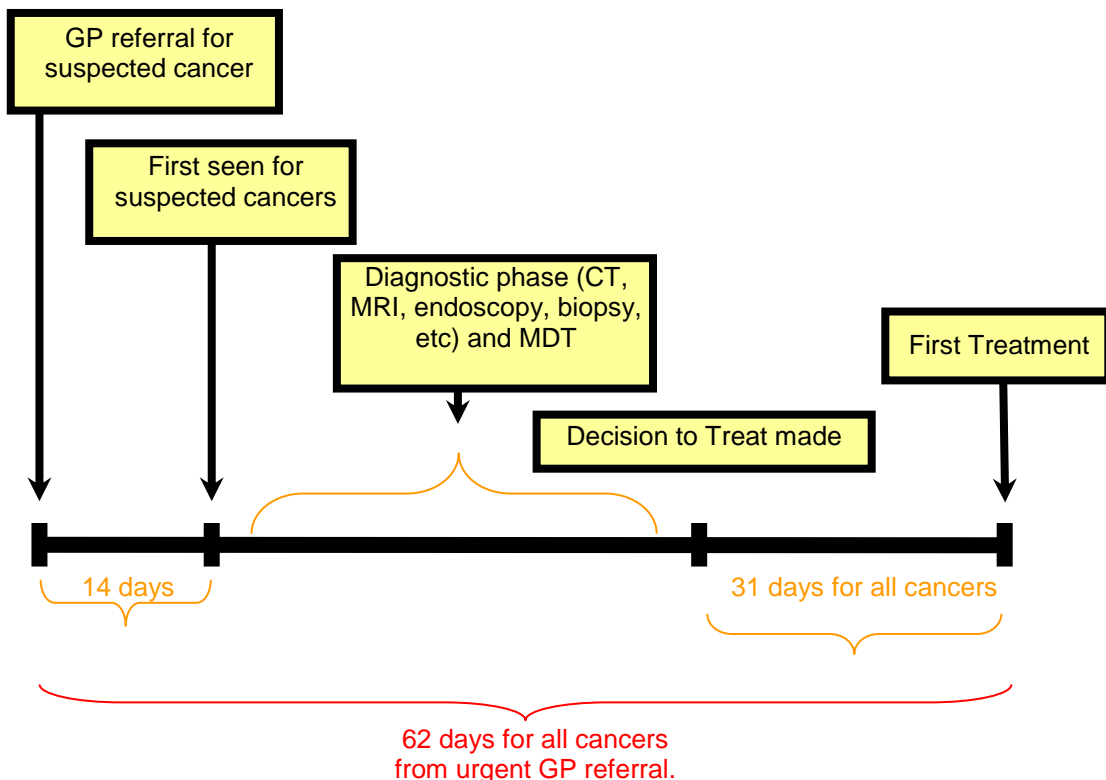 GP referral for
suspected cancer
First seen for
suspected cancers
Diagnostic phase (CT,
MRI, endoscopy, biopsy,
etc) and MDT
First Treatment
Decision to Treat made
14 days
31 days for all cancers
62 days for all cancers
from urgent GP referral.